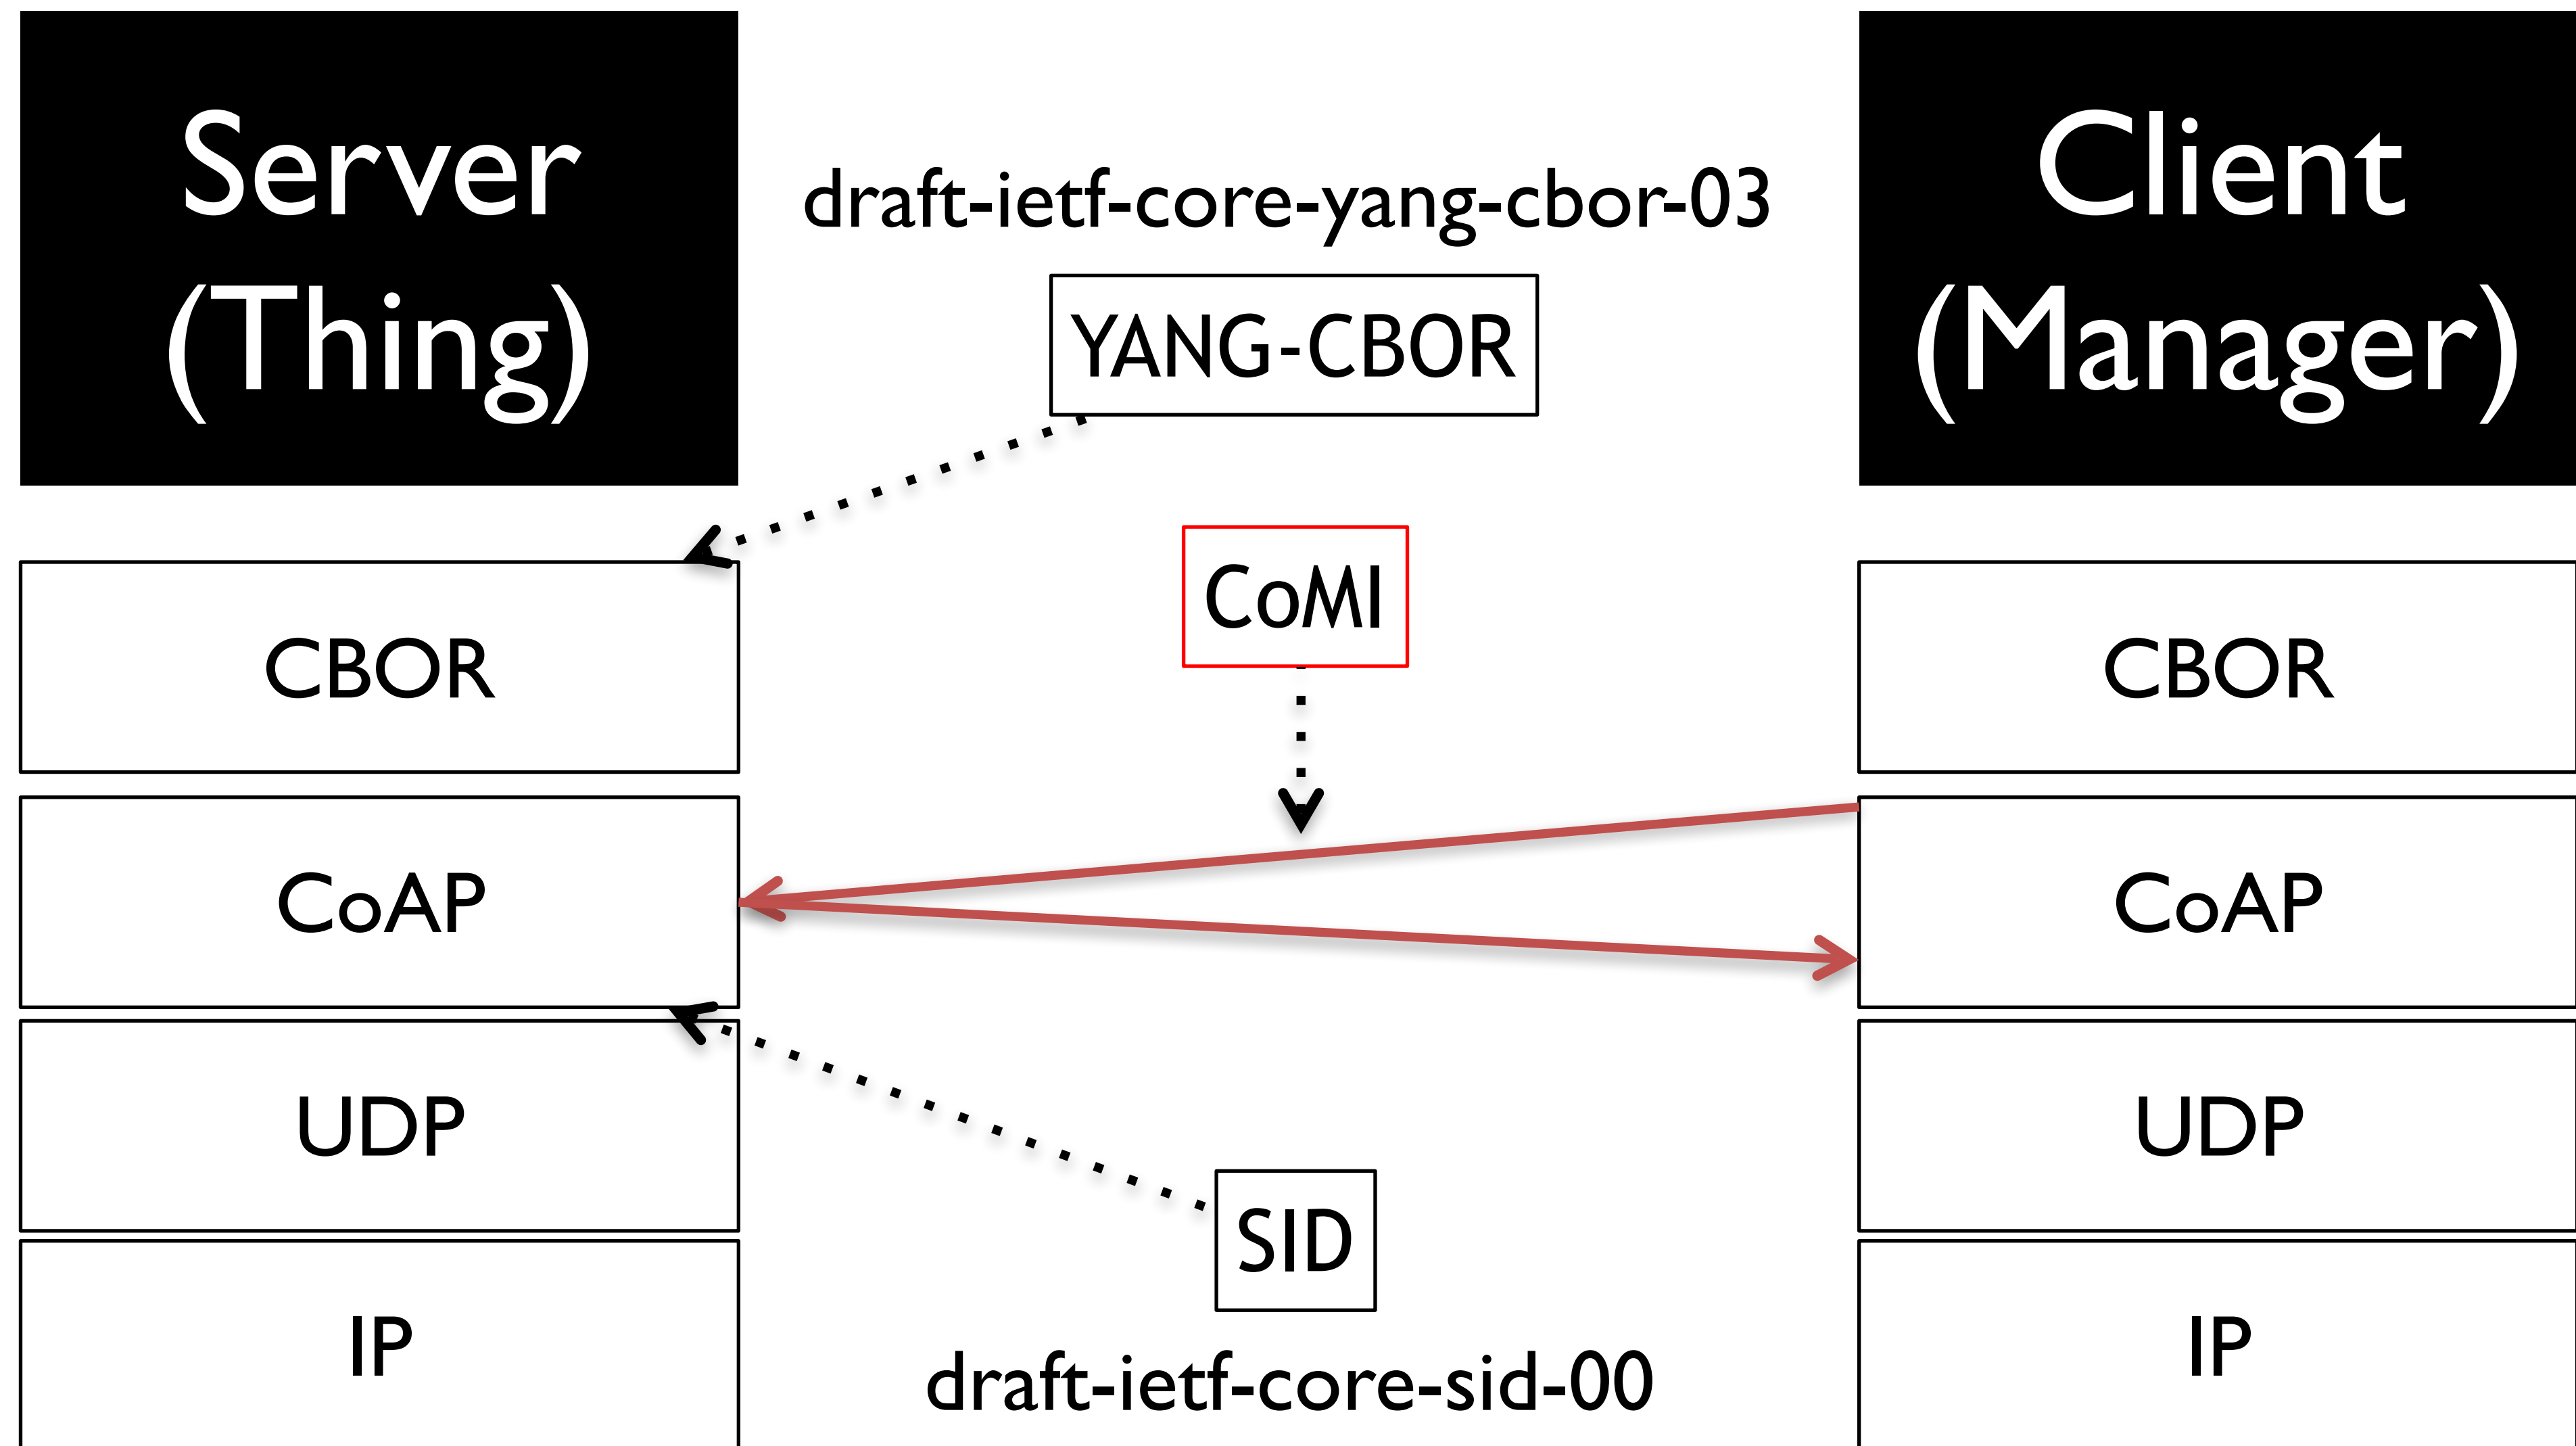 Server
(Thing)
draft-ietf-core-yang-cbor-03
YANG-CBOR
Client
(Manager)
CoMI
CBOR
CBOR
CoAP
CoAP
UDP
UDP
SID
IP
IP
draft-ietf-core-sid-00